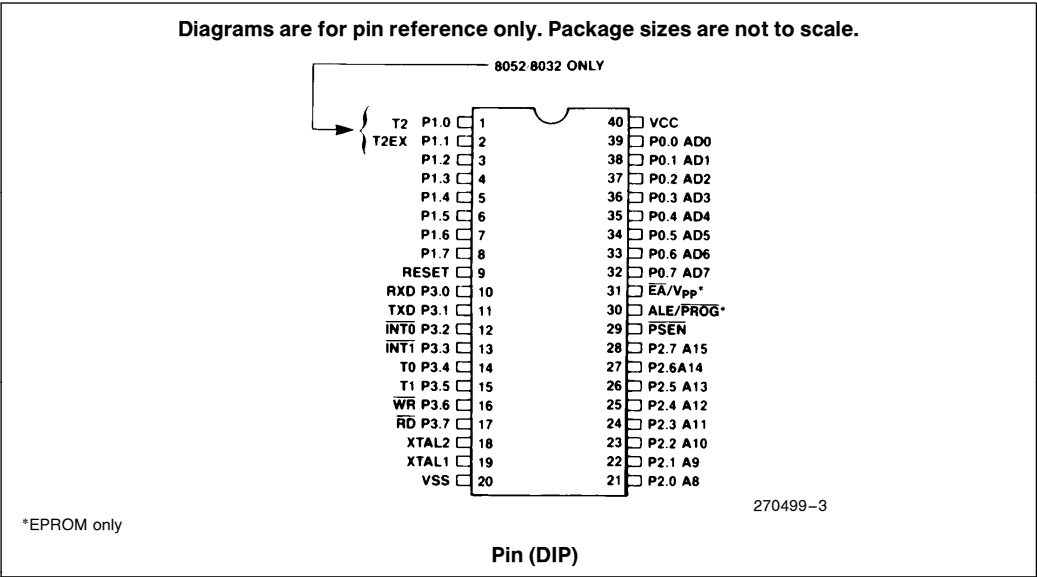 Diagrams are for pin reference only. Package sizes are not to scale.
8052/8032 ONLY
T2 P1.0 1 40 VCC
T2EX P1.1 2 39 P0.0 AD0
P1.2 3 38 P0.1 AD1
P1.3 4 37 P0.2 AD2
P1.4 5 36 P0.3 AD3
P1.5 6 35 P0.4 AD4
P1.6 7 34 P0.5 AD5
P1.7 8 33 P0.6 AD6
RESET 9 32 P0.7 AD7
RXD P3.0 10 31 E̅A̅/VPP*
TXD P3.1 11 30 ALE/P̅R̅O̅G̅*
I̅N̅T̅0̅ P3.2 12 29 P̅S̅E̅N̅
I̅N̅T̅1̅ P3.3 13 28 P2.7 A15
T0 P3.4 14 27 P2.6A14
T1 P3.5 15 26 P2.5 A13
W̅R̅ P3.6 16 25 P2.4 A12
R̅D̅ P3.7 17 24 P2.3 A11
XTAL2 18 23 P2.2 A10
XTAL1 19 22 P2.1 A9
VSS 20 21 P2.0 A8
270499–3
*EPROM only
Pin (DIP)